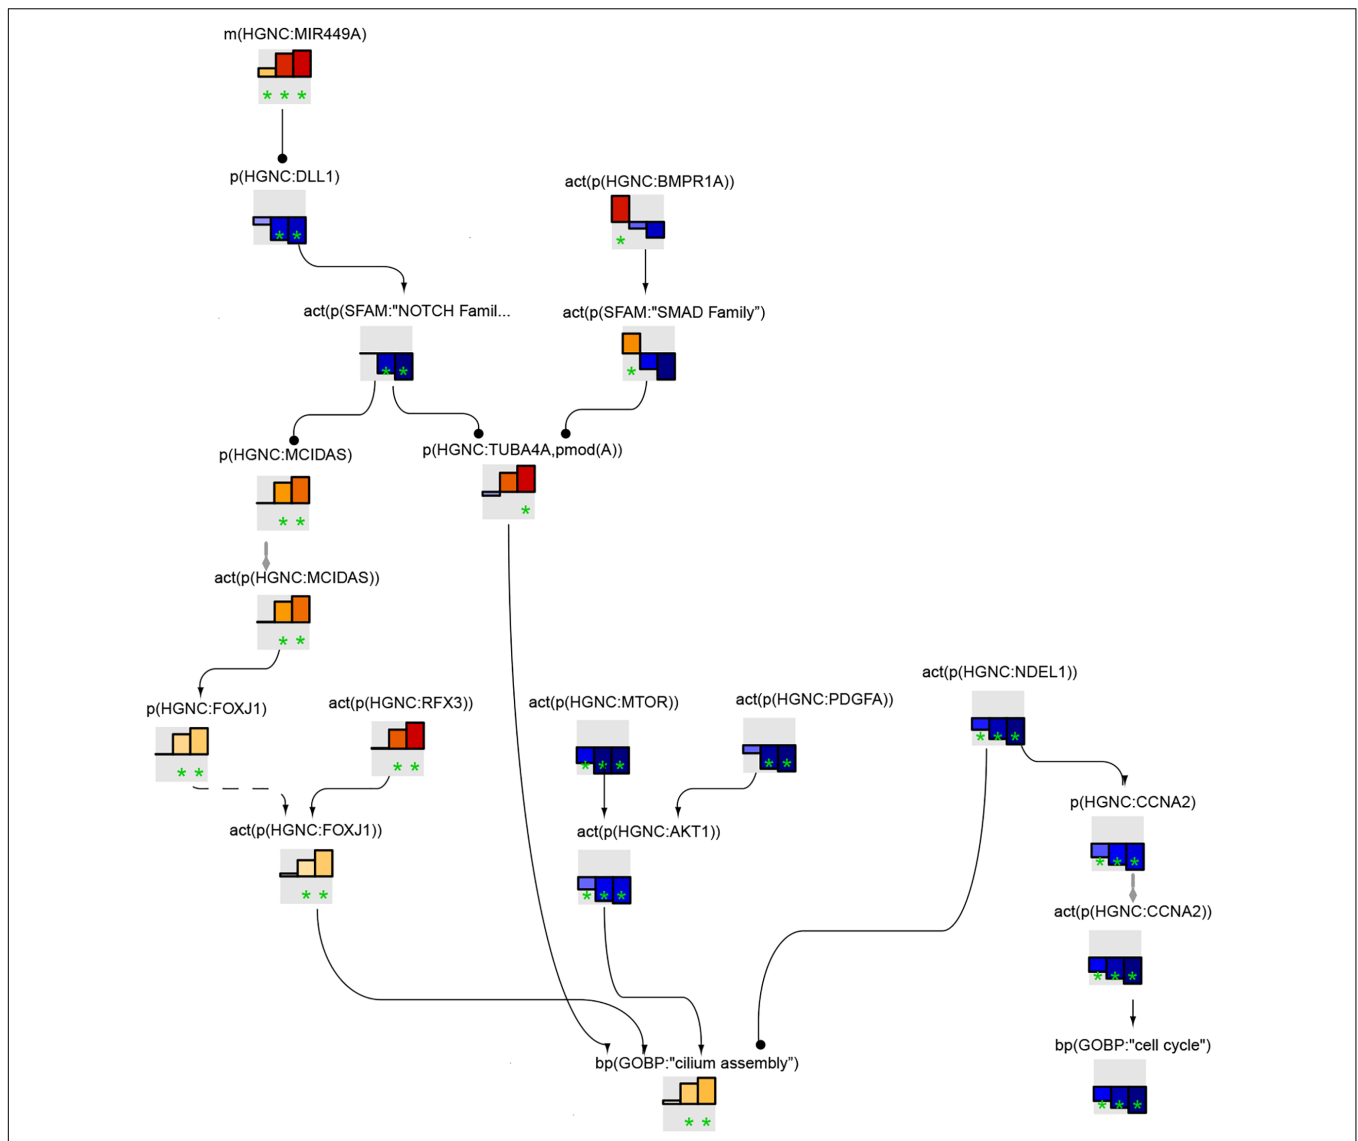 m(HGNC:MIR449A)
* * *
p(HGNC:DLL1)
* *
act(p(HGNC:BMPR1A))
*
act(p(SFAM:"NOTCH Famil...
* *
act(p(SFAM:"SMAD Family”)
*
p(HGNC:MCIDAS)
* *
p(HGNC:TUBA4A,pmod(A))
*
act(p(HGNC:MCIDAS))
* *
act(p(HGNC:NDEL1))
* * *
p(HGNC:FOXJ1)
* *
act(p(HGNC:RFX3))
* *
act(p(HGNC:MTOR))
* * *
act(p(HGNC:PDGFA))
* *
p(HGNC:CCNA2)
* * *
act(p(HGNC:FOXJ1))
* *
act(p(HGNC:AKT1))
* * *
act(p(HGNC:CCNA2))
* * *
bp(GOBP:"cell cycle")
* * *
bp(GOBP:"cilium assembly”)
* *